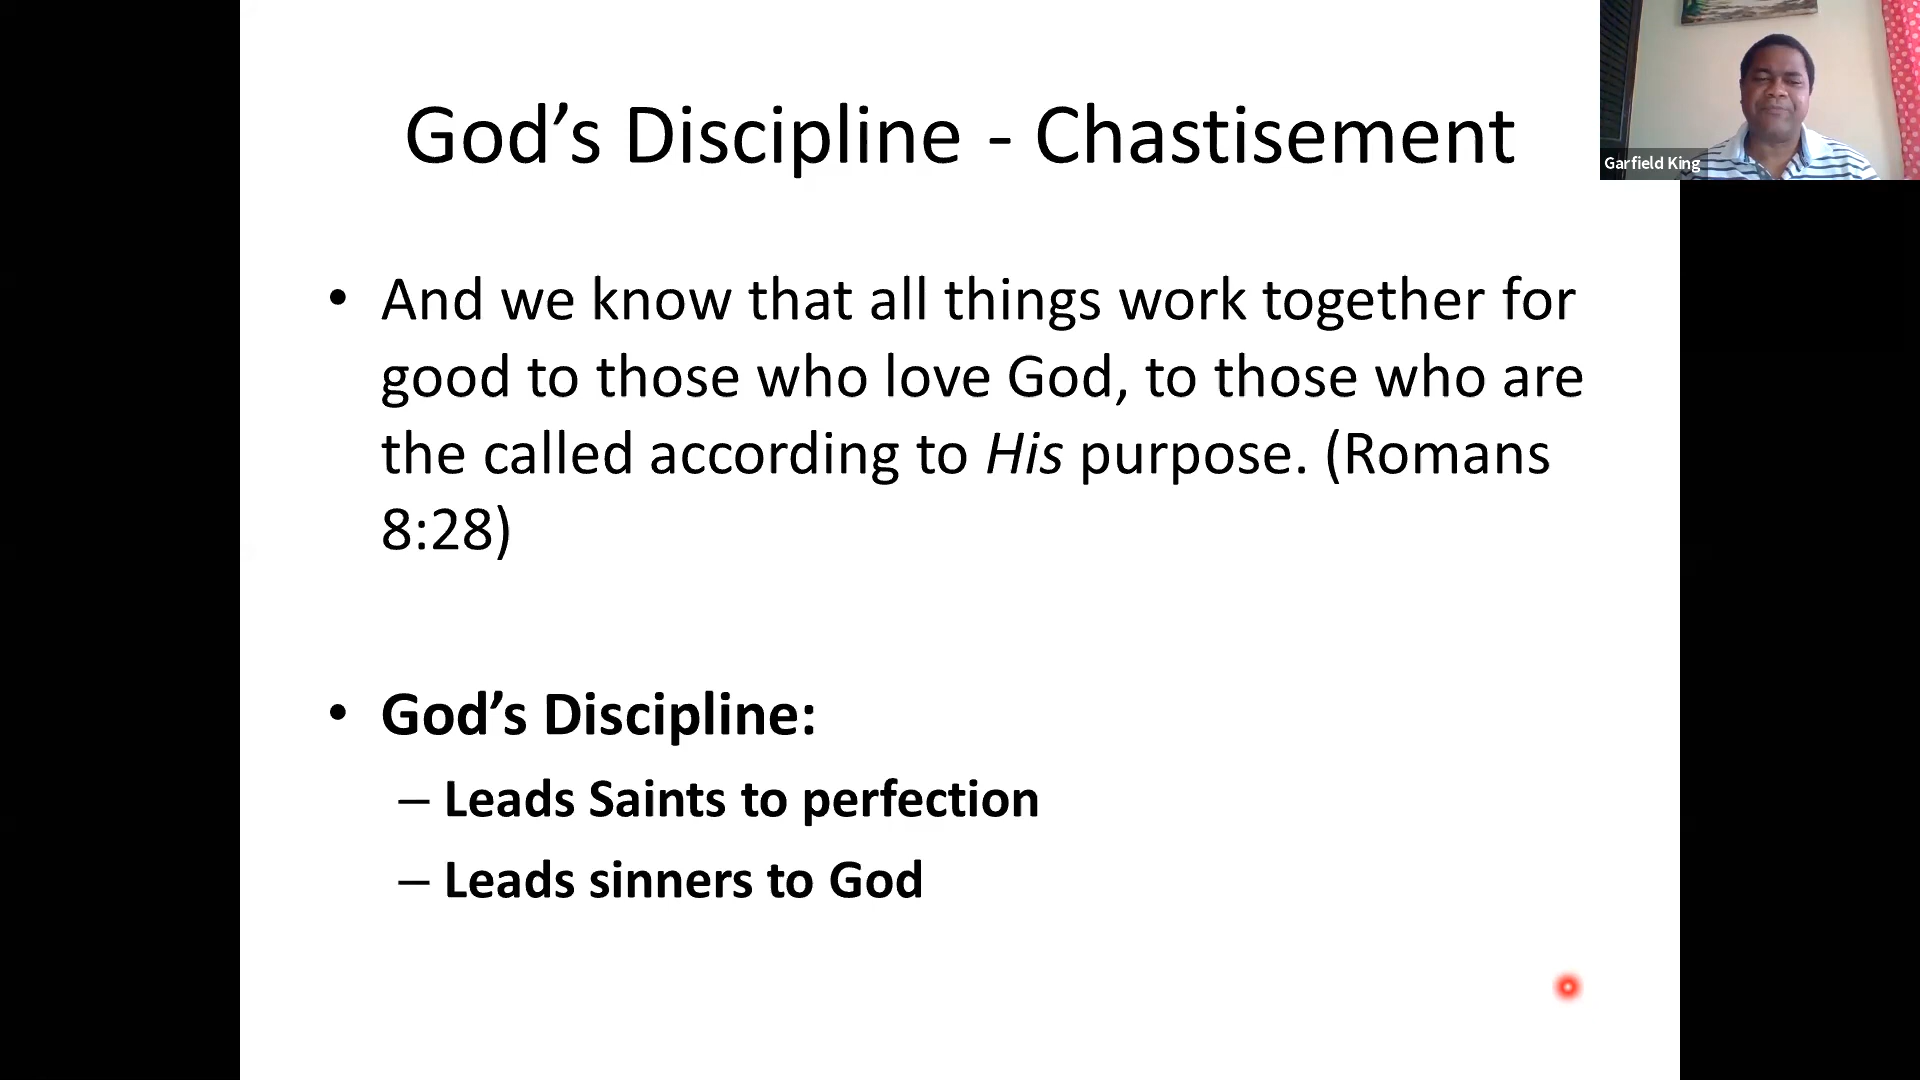 God’s Discipline - Chastisement
Garfield King
• And we know that all things work together for
good to those who love God, to those who are
the called according to His purpose. (Romans
8:28)
• God’s Discipline:
– Leads Saints to perfection
– Leads sinners to God